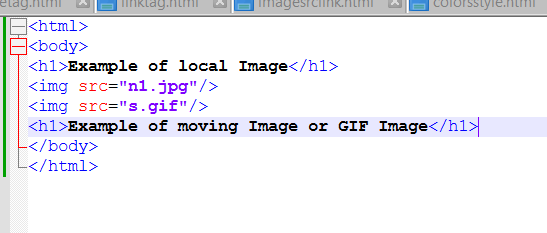 etag.html linktag.html imagesrclink.html colorsstyle.html
<html>
<body>
<h1>Example of local Image</h1>
<img src="n1.jpg"/>
<img src="s.gif"/>
<h1>Example of moving Image or GIF Image</h1>
</body>
</html>